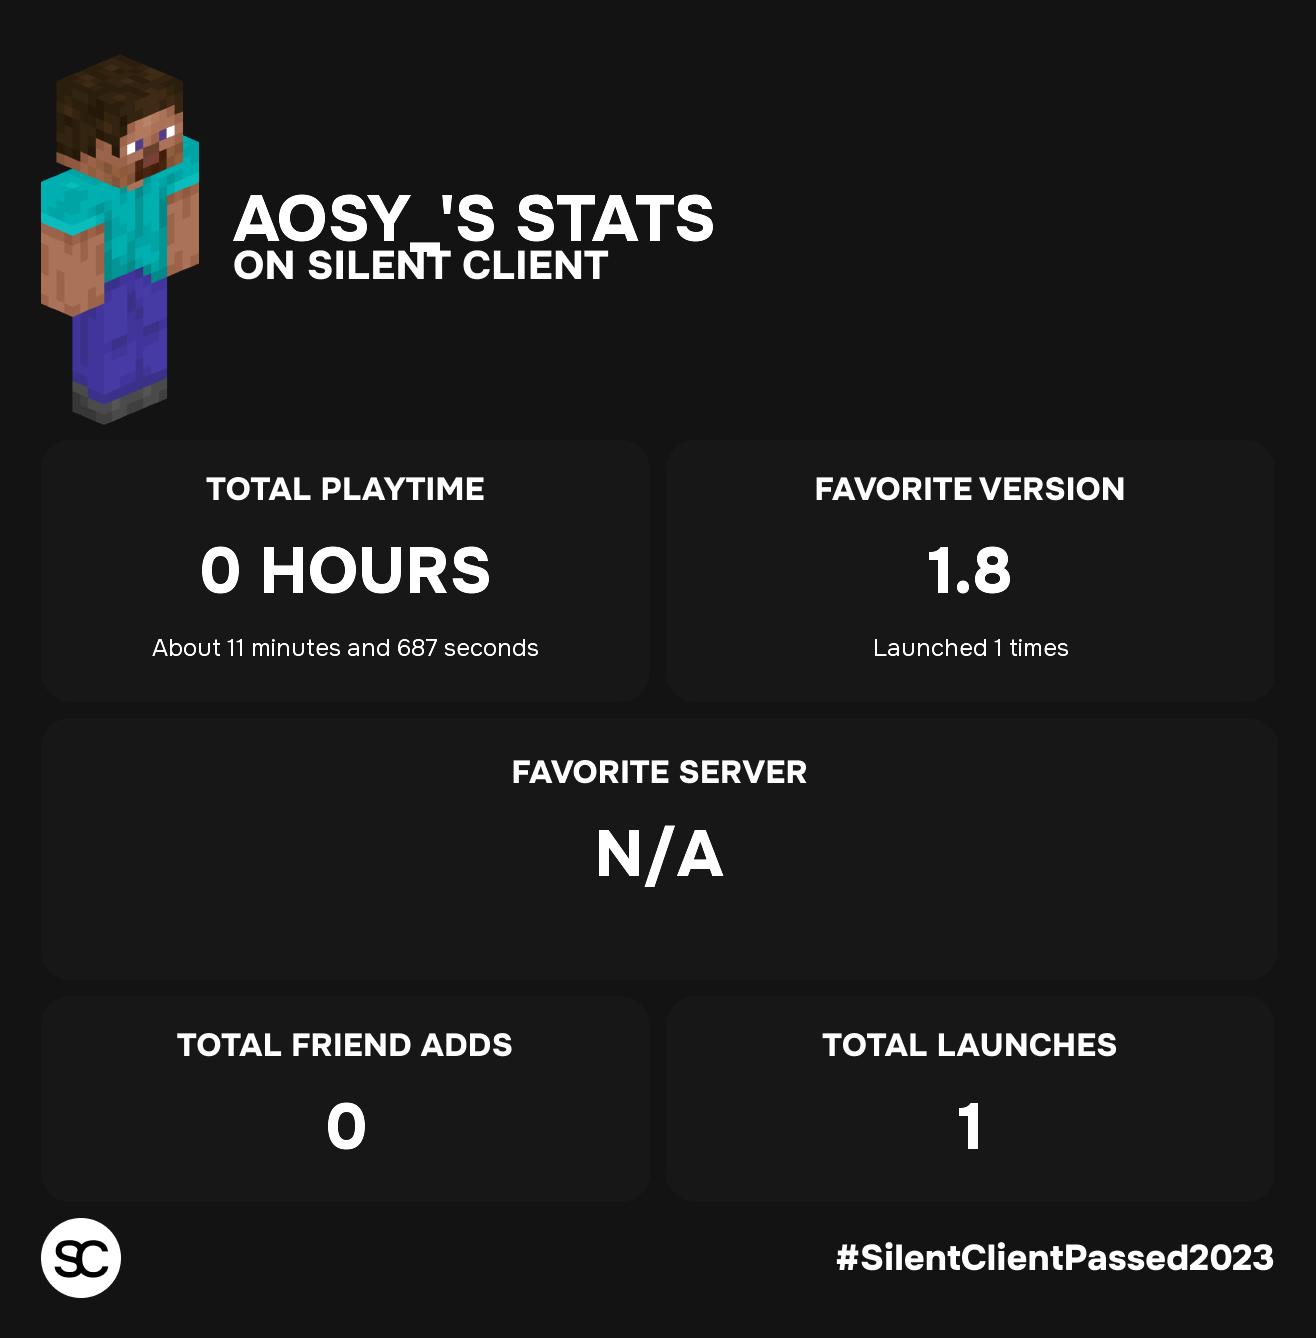 AOSY_'S STATS
ON SILENT CLIENT
TOTAL PLAYTIME
0 HOURS
About 11 minutes and 687 seconds
FAVORITE VERSION
1.8
Launched 1 times
FAVORITE SERVER
N/A
TOTAL FRIEND ADDS
0
TOTAL LAUNCHES
1
SC
#SilentClientPassed2023